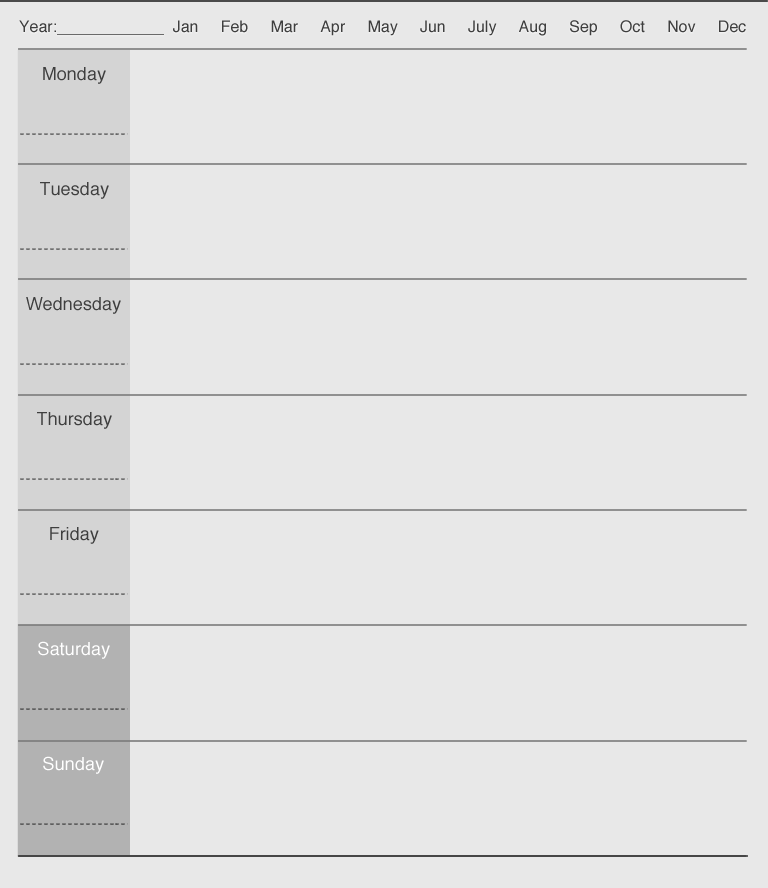 Year:____________ Jan Feb Mar Apr May Jun July Aug Sep Oct Nov Dec
Monday
Tuesday
Wednesday
Thursday
Friday
Saturday
Sunday